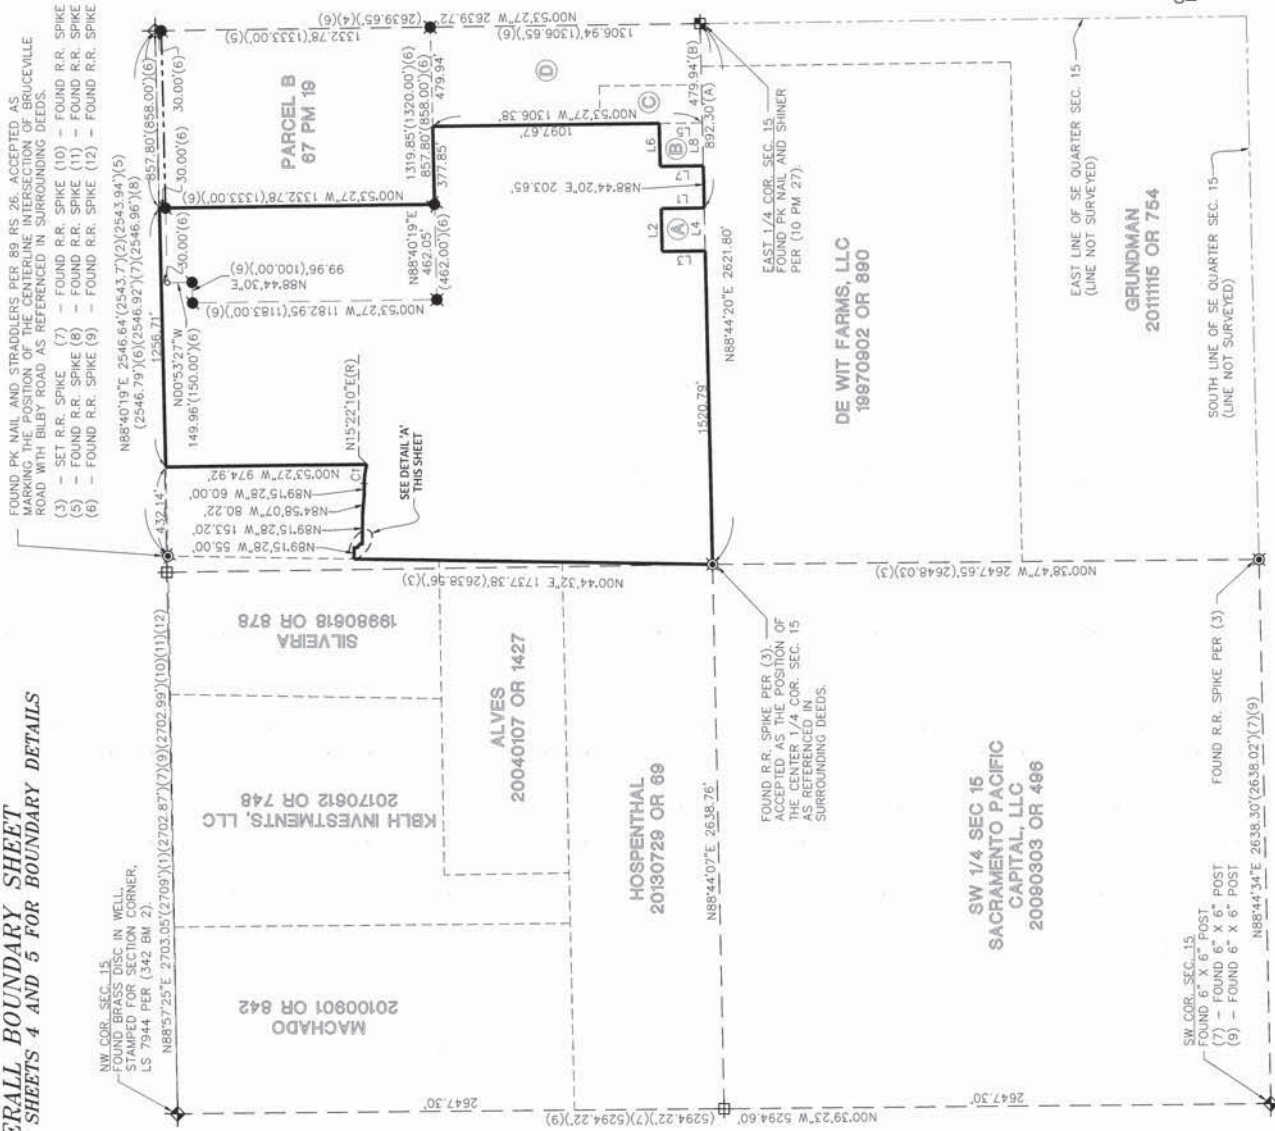 ERALL BOUNDARY SHEET
SHEETS 4 AND 5 FOR BOUNDARY DETAILS
FOUND PK NAIL AND STRADDLERS PER 89 RS 26, ACCEPTED AS
MARKING THE POSITION OF THE CENTERLINE INTERSECTION OF BRUCEVILLE
ROAD WITH BILBY ROAD AS REFERENCED IN SURROUNDING DEEDS.
(3) - SET R.R. SPIKE (7) - FOUND R.R. SPIKE (10) - FOUND R.R. SPIKE
(5) - FOUND R.R. SPIKE (8) - FOUND R.R. SPIKE (11) - FOUND R.R. SPIKE
(6) - FOUND R.R. SPIKE (9) - FOUND R.R. SPIKE (12) - FOUND R.R. SPIKE
NW COR. SEC. 15
FOUND BRASS DISC IN WELL,
STAMPED FOR SECTION CORNER,
LS 7944 PER (342 BM 2).
N88°57'25"E 2703.05'(2709')(1)(2702.87')(7)(9)(2702.99')(10)(11)(12)
432.14'
N88°40'19"E 2546.64'(2543.7')(2)(2543.94')(5)
(2546.79')(6)(2546.92')(7)(2546.96')(8)
1256.71'
857.80'(858.00')(6)
30.00'(6)
30.00'(6)
N00°53'27"W
30.00'(6)
149.96'(150.00')(6)
N88°44'30"E
99.96'(100.00')(6)
N00°53'27"W 1182.95'(1183.00')(6)
N00°53'27"W 1332.78'(1333.00')(6)
PARCEL B
67 PM 19
1332.78'(1333.00')(5)
N00°53'27"W 2639.72'(2639.65')(4)(6)
1306.94'(1306.65')(6)
1319.85'(1320.00')(6)
857.80'(858.00')(6)
377.85'
479.94'
N88°40'19"E
462.05'
(462.00')(6)
N00°53'27"W 974.92'
N15°22'10"E(R)
C1
N89°15'28"W 60.00'
N84°58'07"W 80.22'
N89°15'28"W 153.20'
N89°15'28"W 55.00'
SEE DETAIL 'A'
THIS SHEET
N00°53'27"W 1306.38'
1097.67'
D
C
B
A
L6
L5
L8
L7
L1
L2
L4
L3
N88°44'20"E 203.65'
479.94'(B)
892.30'(A)
EAST 1/4 COR. SEC. 15
FOUND PK NAIL AND SHINER
PER (10 PM 27).
N88°44'20"E 2621.80'
1520.79'
N00°44'32"E 1737.38'(2638.56')(3)
SILVEIRA
19980618 OR 878
KBLH INVESTMENTS, LLC
20170612 OR 748
MACHADO
20100901 OR 842
ALVES
20040107 OR 1427
HOSPENTHAL
20130729 OR 69
N88°44'07"E 2638.76'
FOUND R.R. SPIKE PER (3).
ACCEPTED AS THE POSITION OF
THE CENTER 1/4 COR. SEC. 15
AS REFERENCED IN
SURROUNDING DEEDS.
DE WIT FARMS, LLC
19970902 OR 890
EAST LINE OF SE QUARTER SEC. 15
(LINE NOT SURVEYED)
GRUNDMAN
20111115 OR 754
SOUTH LINE OF SE QUARTER SEC. 15
(LINE NOT SURVEYED)
N00°38'47"W 2647.65'(2648.03')(3)
SW 1/4 SEC 15
SACRAMENTO PACIFIC
CAPITAL, LLC
20090303 OR 496
FOUND R.R. SPIKE PER (3)
2647.30'
N00°39'23"W 5294.60' (5294.22')(7)(5294.22')(9)
2647.30'
SW COR. SEC. 15
FOUND 6" X 6" POST
(7) - FOUND 6" X 6" POST
(9) - FOUND 6" X 6" POST
N88°44'34"E 2638.30'(2638.02')(7)(9)